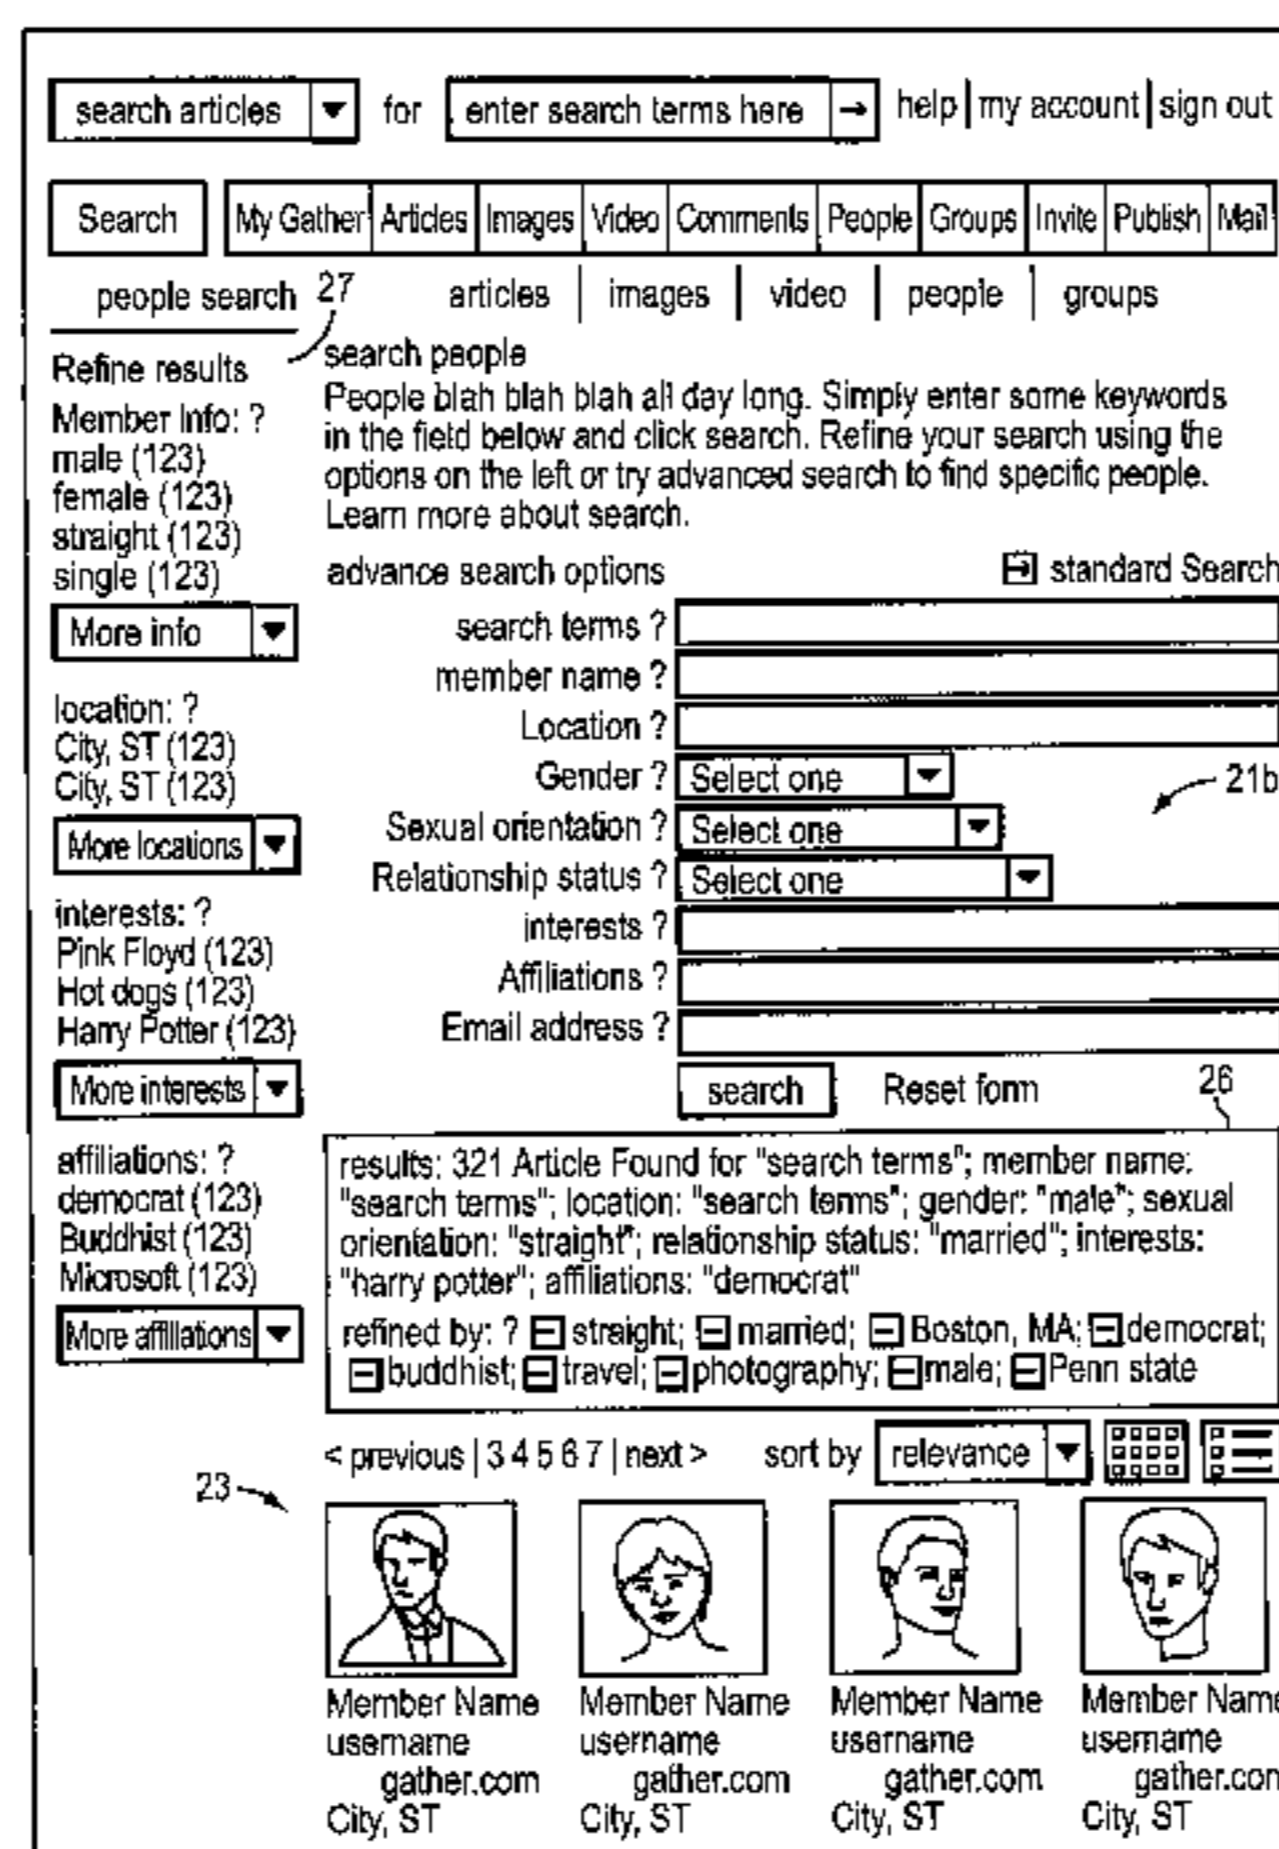 search articles for enter search terms here help | my account | sign out
Search My Gather Articles Images Video Comments People Groups Invite Publish Mail
people search 27 articles | images | video | people | groups
Refine results
Member Info: ?
male (123)
female (123)
straight (123)
single (123)
More info
location: ?
City, ST (123)
City, ST (123)
More locations
interests: ?
Pink Floyd (123)
Hot dogs (123)
Harry Potter (123)
More interests
affiliations: ?
democrat (123)
Buddhist (123)
Microsoft (123)
More affiliations
search people
People blah blah blah all day long. Simply enter some keywords
in the field below and click search. Refine your search using the
options on the left or try advanced search to find specific people.
Learn more about search.
advance search options standard Search
search terms ?
member name ?
Location ?
Gender ? Select one
21b
Sexual orientation ? Select one
Relationship status ? Select one
interests ?
Affiliations ?
Email address ?
search Reset form 26
results: 321 Article Found for "search terms"; member name:
"search terms"; location: "search terms"; gender: "male"; sexual
orientation: "straight"; relationship status: "married"; interests:
"harry potter"; affiliations: "democrat"
refined by: ? straight; married; Boston, MA; democrat;
buddhist; travel; photography; male; Penn state
< previous | 3 4 5 6 7 | next > sort by relevance
23
Member Name Member Name Member Name Member Name
username username username username
gather.com gather.com gather.com gather.com
City, ST City, ST City, ST City, ST